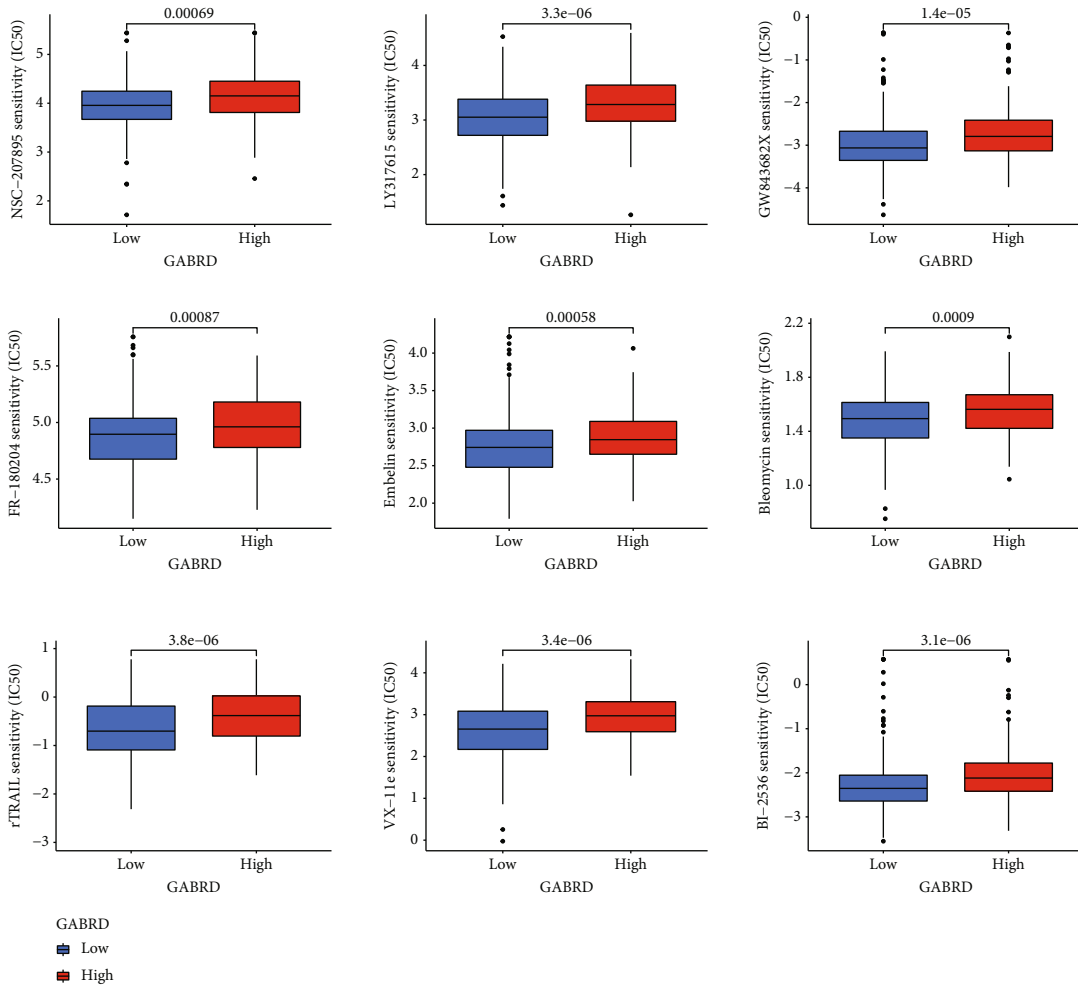 NSC−207895 sensitivity (IC50)
0.00069
5
4
3
2
Low High
GABRD
LY317615 sensitivity (IC50)
3.3e−06
4
3
2
Low High
GABRD
GW843682X sensitivity (IC50)
1.4e−05
0
−1
−2
−3
−4
Low High
GABRD
FR−180204 sensitivity (IC50)
0.00087
5.5
5.0
4.5
Low High
GABRD
Embelin sensitivity (IC50)
0.00058
4.0
3.5
3.0
2.5
2.0
Low High
GABRD
Bleomycin sensitivity (IC50)
0.0009
2.2
1.8
1.4
1.0
Low High
GABRD
rTRAIL sensitivity (IC50)
3.8e−06
1
0
−1
−2
−3
Low High
GABRD
VX−11e sensitivity (IC50)
3.4e−06
4
3
2
1
0
Low High
GABRD
BI−2536 sensitivity (IC50)
3.1e−06
0
−1
−2
−3
Low High
GABRD
GABRD
Low
High